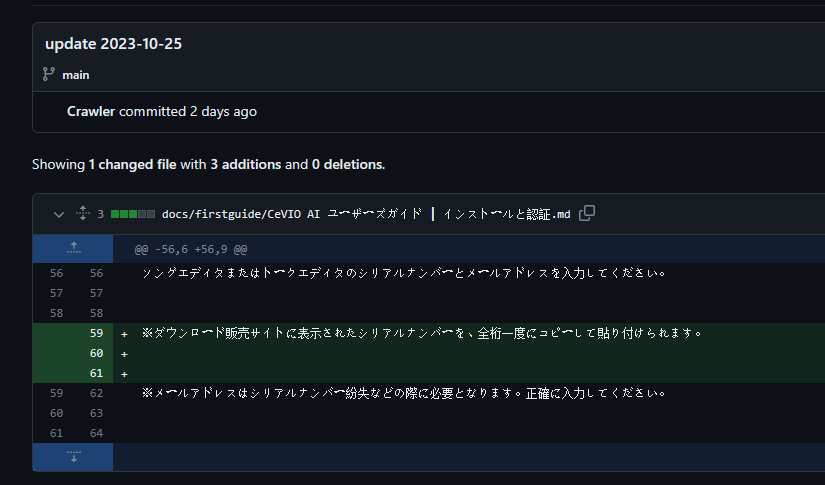 update 2023-10-25
main
Crawler committed 2 days ago
Showing 1 changed file with 3 additions and 0 deletions.
3 docs/firstguide/CeVIO AI ユーザーズガイド ┃ インストールと認証.md
@@ -56,6 +56,9 @@
56 56 ソングエディタまたはトークエディタのシリアルナンバーとメールアドレスを入力してください。
57 57
58 58
59 + ※ダウンロード販売サイトに表示されたシリアルナンバーを、全桁一度にコピーして貼り付けられます。
60 +
61 +
59 62 ※メールアドレスはシリアルナンバー紛失などの際に必要となります。正確に入力してください。
60 63
61 64